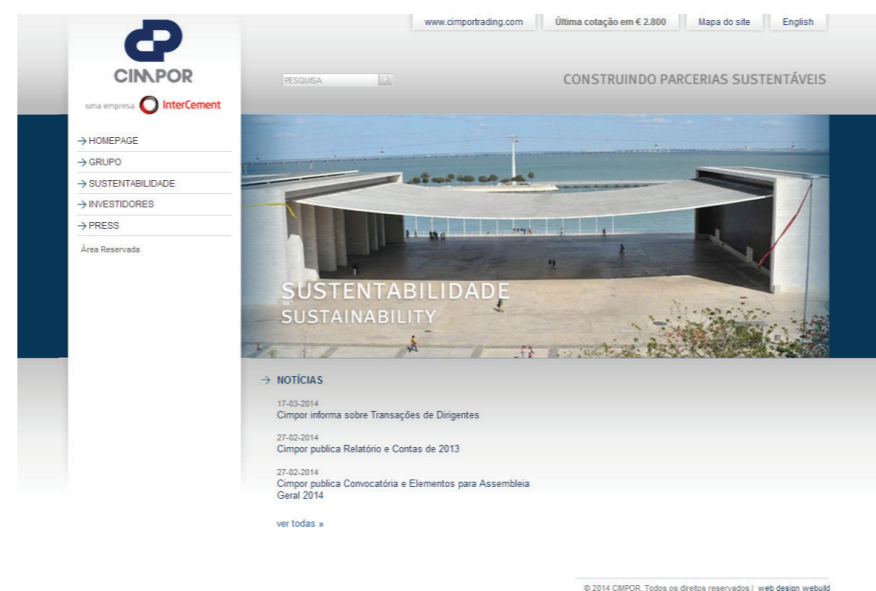 www.cimportrading.com
Última cotação em € 2.800
Mapa do site
English
CIMPOR
uma empresa InterCement
PESQUISA
CONSTRUINDO PARCERIAS SUSTENTÁVEIS
HOMEPAGE
GRUPO
SUSTENTABILIDADE
INVESTIDORES
PRESS
Área Reservada
SUSTENTABILIDADE
SUSTAINABILITY
NOTÍCIAS
17-03-2014
Cimpor informa sobre Transações de Dirigentes
27-02-2014
Cimpor publica Relatório e Contas de 2013
27-02-2014
Cimpor publica Convocatória e Elementos para Assembleia
Geral 2014
ver todas »
© 2014 CIMPOR. Todos os direitos reservados | web design webuild